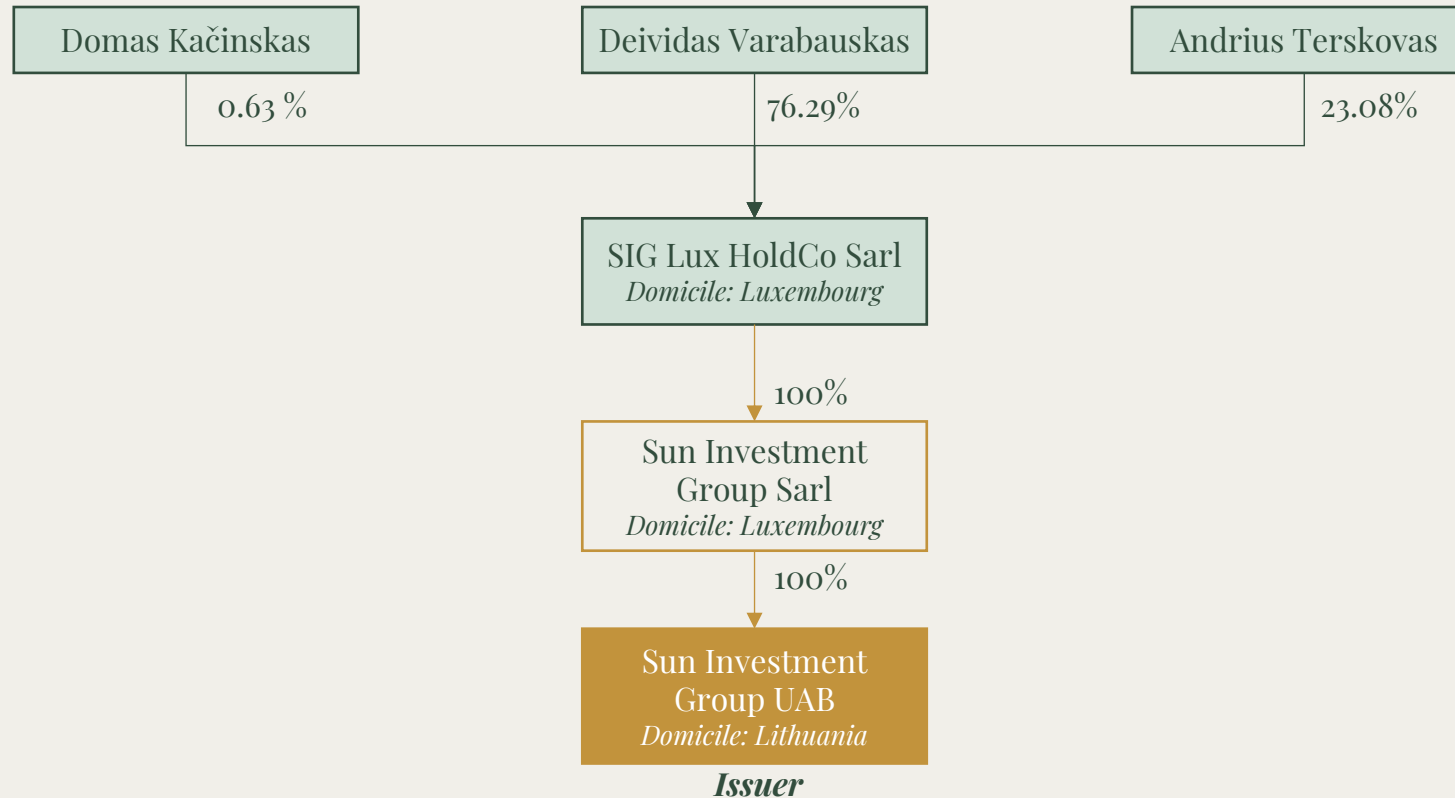 Domas Kačinskas
Deividas Varabauskas
Andrius Terskovas
0.63 %
76.29%
23.08%
SIG Lux HoldCo Sarl
Domicile: Luxembourg
100%
Sun Investment
Group Sarl
Domicile: Luxembourg
100%
Sun Investment
Group UAB
Domicile: Lithuania
Issuer